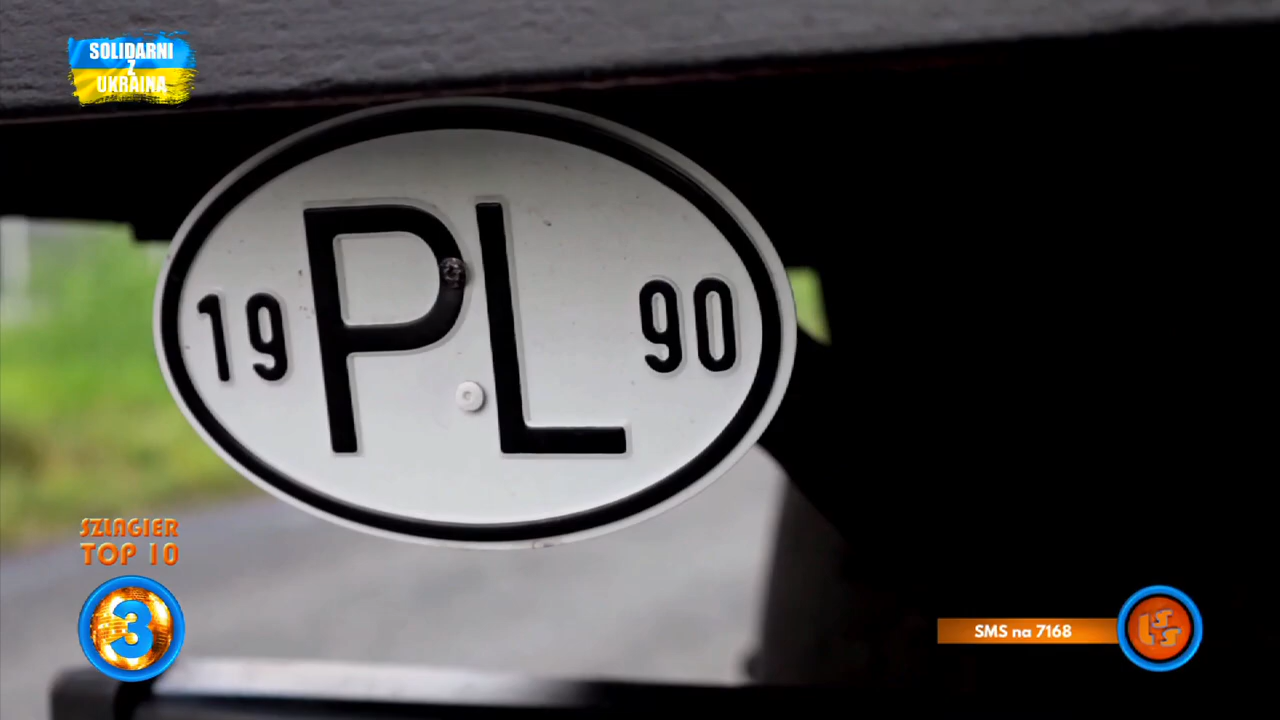 SOLIDARNI
Z
UKRAINĄ
19 PL 90
SZLAGIER
TOP 10
3
SMS na 7168